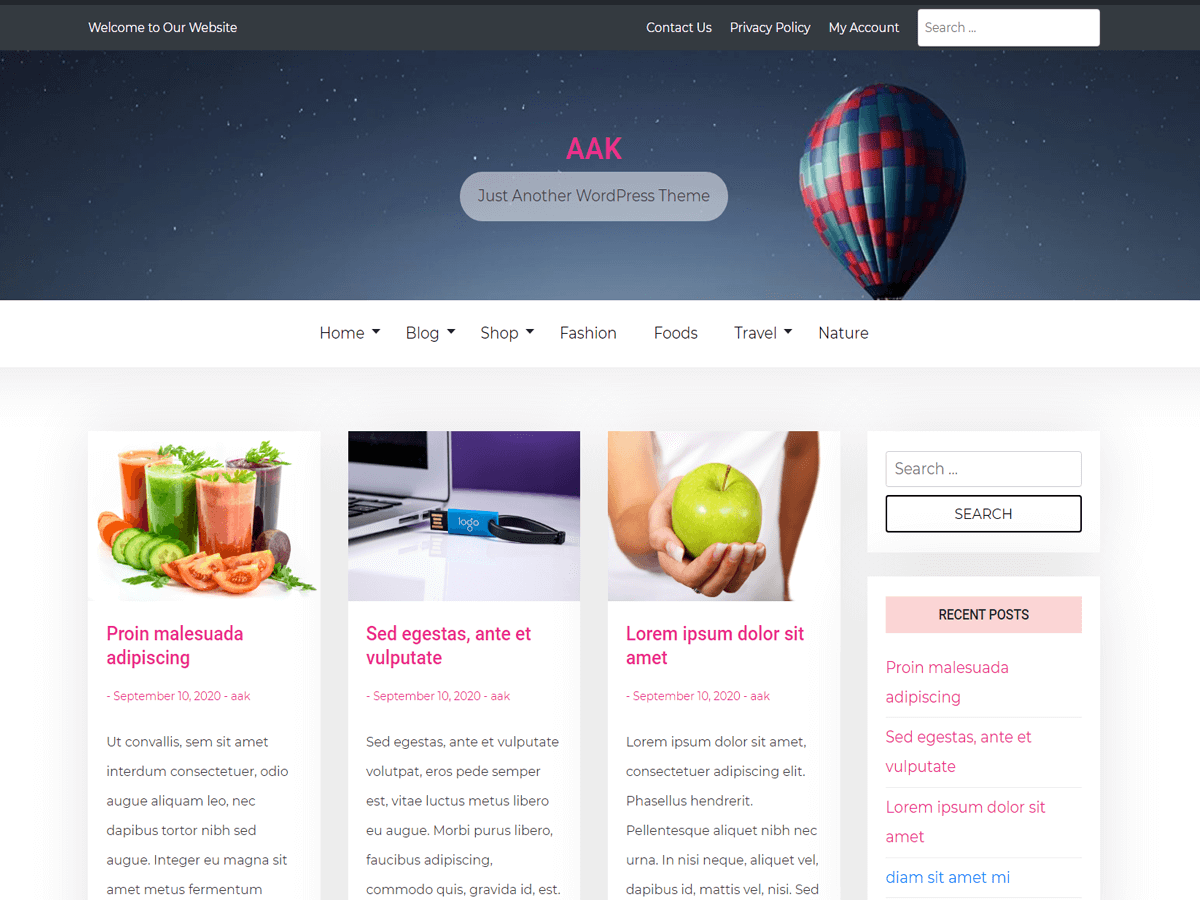 Welcome to Our Website
Contact Us
Privacy Policy
My Account
Search ...
AAK
Just Another WordPress Theme
Home
Blog
Shop
Fashion
Foods
Travel
Nature
logo
Proin malesuada
adipiscing
- September 10, 2020 - aak
Ut convallis, sem sit amet
interdum consectetuer, odio
augue aliquam leo, nec
dapibus tortor nibh sed
augue. Integer eu magna sit
amet metus fermentum
Sed egestas, ante et
vulputate
- September 10, 2020 - aak
Sed egestas, ante et vulputate
volutpat, eros pede semper
est, vitae luctus metus libero
eu augue. Morbi purus libero,
faucibus adipiscing,
commodo quis, gravida id, est.
Lorem ipsum dolor sit
amet
- September 10, 2020 - aak
Lorem ipsum dolor sit amet,
consectetuer adipiscing elit.
Phasellus hendrerit.
Pellentesque aliquet nibh nec
urna. In nisi neque, aliquet vel,
dapibus id, mattis vel, nisi. Sed
Search ...
SEARCH
RECENT POSTS
Proin malesuada
adipiscing
Sed egestas, ante et
vulputate
Lorem ipsum dolor sit
amet
diam sit amet mi